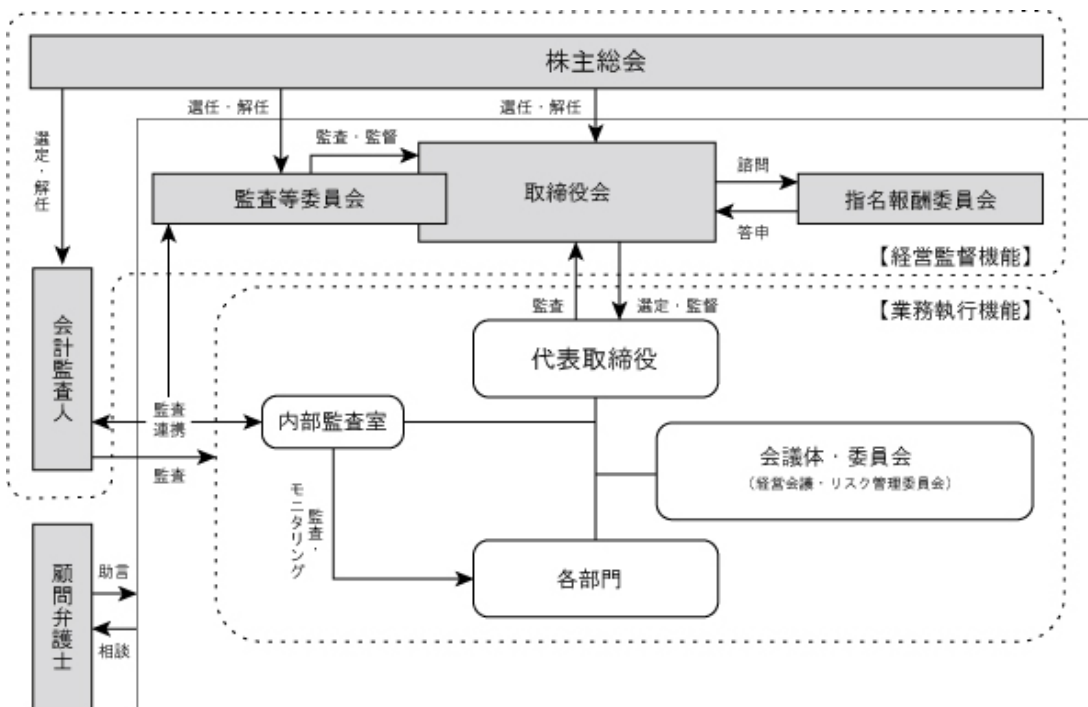 株主総会
選任・解任
選任・解任
選定・解任
監査・監督
取締役会
諮問
監査等委員会
指名報酬委員会
答申
【経営監督機能】
会計監査人
監査
選定・監督
【業務執行機能】
代表取締役
監査
連携
内部監査室
会議体・委員会
(経営会議・リスク管理委員会)
監査
監査・
モニタリング
各部門
顧問弁護士
助言
相談